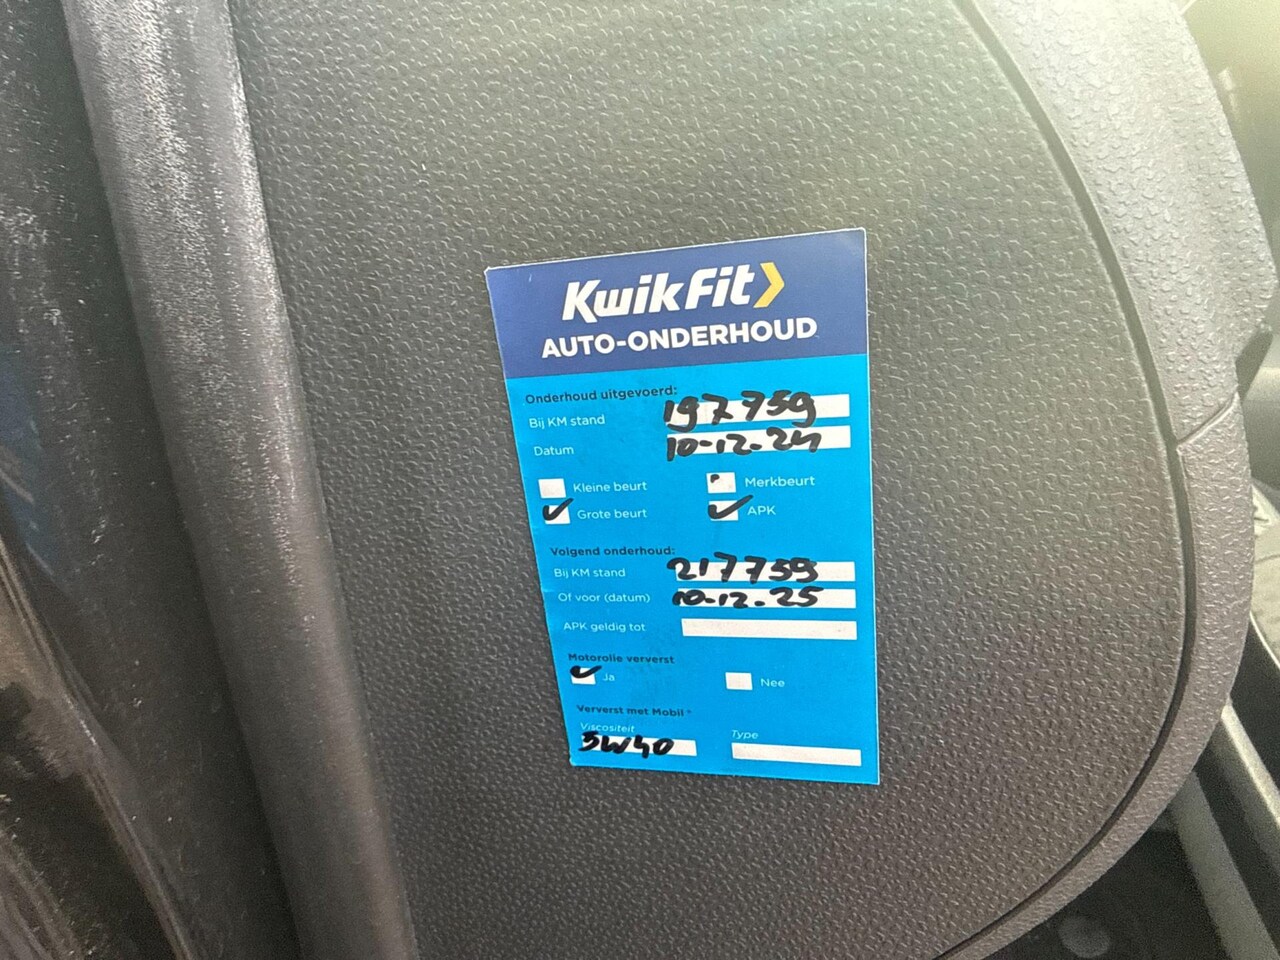 KwikFit
AUTO-ONDERHOUD
Onderhoud uitgevoerd:
Bij KM stand 197759
Datum 10-12.24
Kleine beurt Merkbeurt
Grote beurt APK
Volgend onderhoud:
Bij KM stand 217759
Of voor (datum) 10-12.25
APK geldig tot
Motorolie ververst
Ja Nee
Ververst met Mobil
Viscositeit Type
5W40